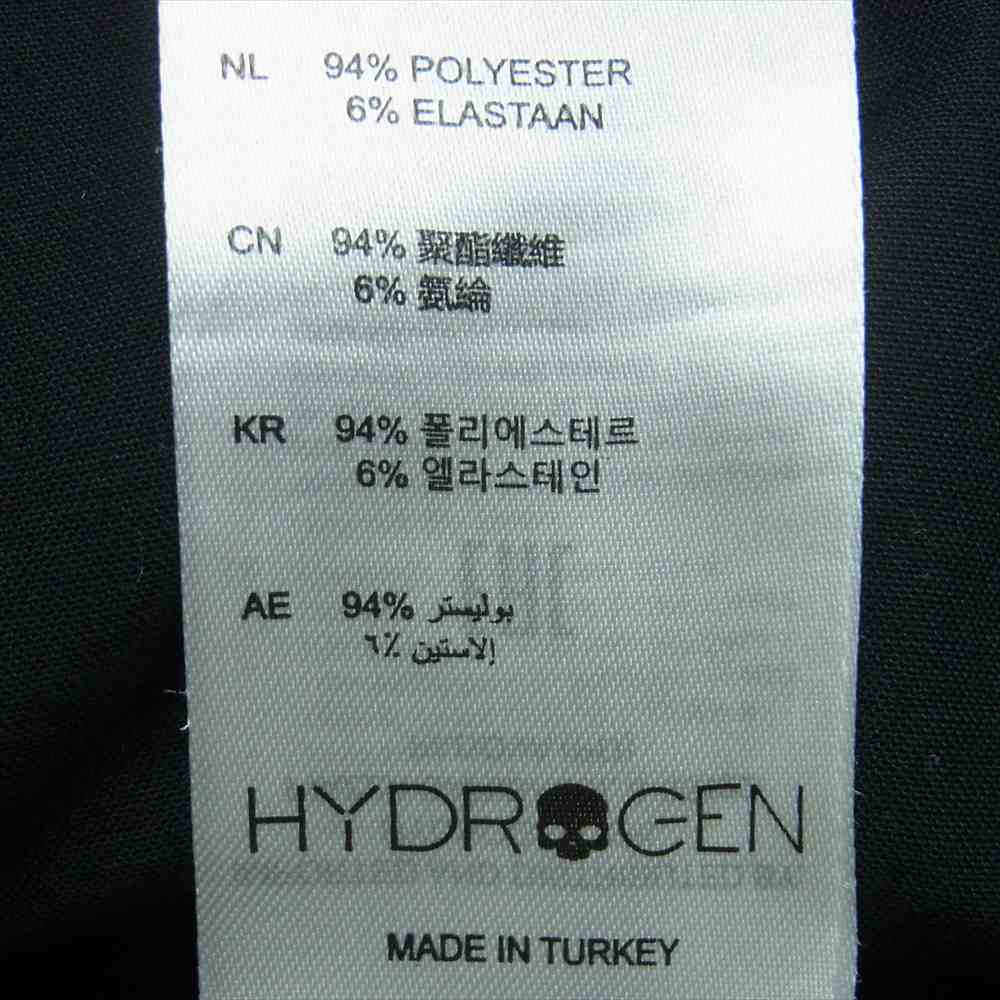 NL 94% POLYESTER
6% ELASTAAN
CN 94% 聚酯纖維
6% 氨綸
KR 94% 폴리에스테르
6% 엘라스테인
AE 94% بوليستر
٦٪ إلاستين
HYDROGEN
MADE IN TURKEY